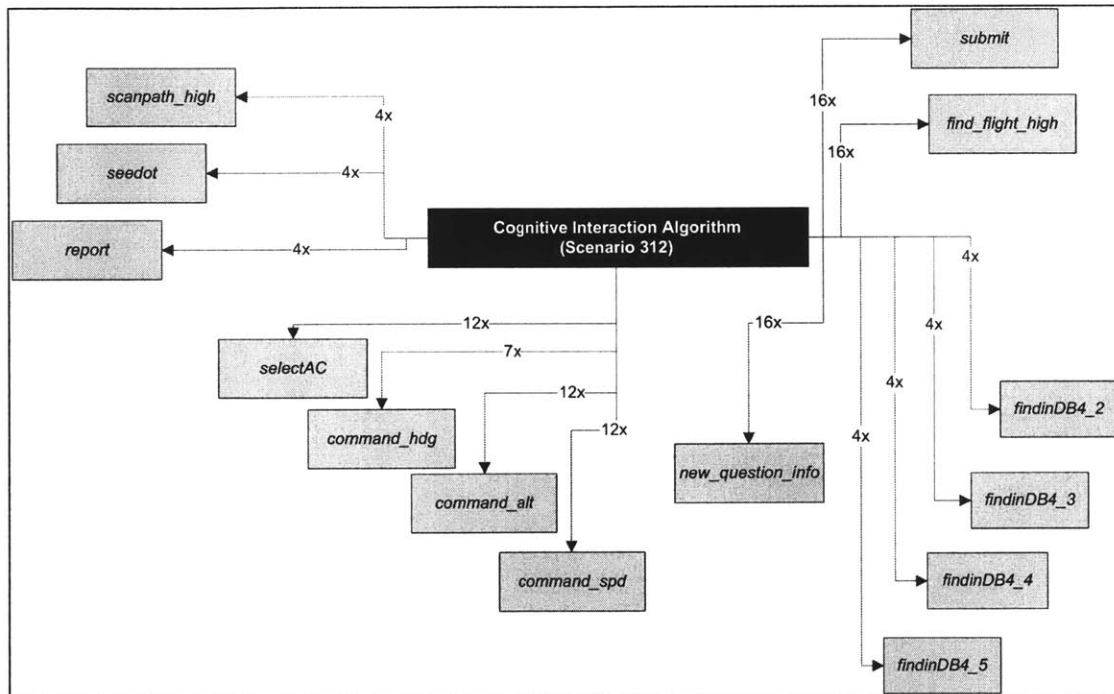 submit
16x
scanpath_high
4x
find_flight_high
16x
seedot
4x
Cognitive Interaction Algorithm
(Scenario 312)
report
4x
4x
12x
16x
4x
7x
selectAC
4x
12x
findinDB4_2
12x
4x
command_hdg
new_question_info
findinDB4_3
command_alt
findinDB4_4
command_spd
findinDB4_5